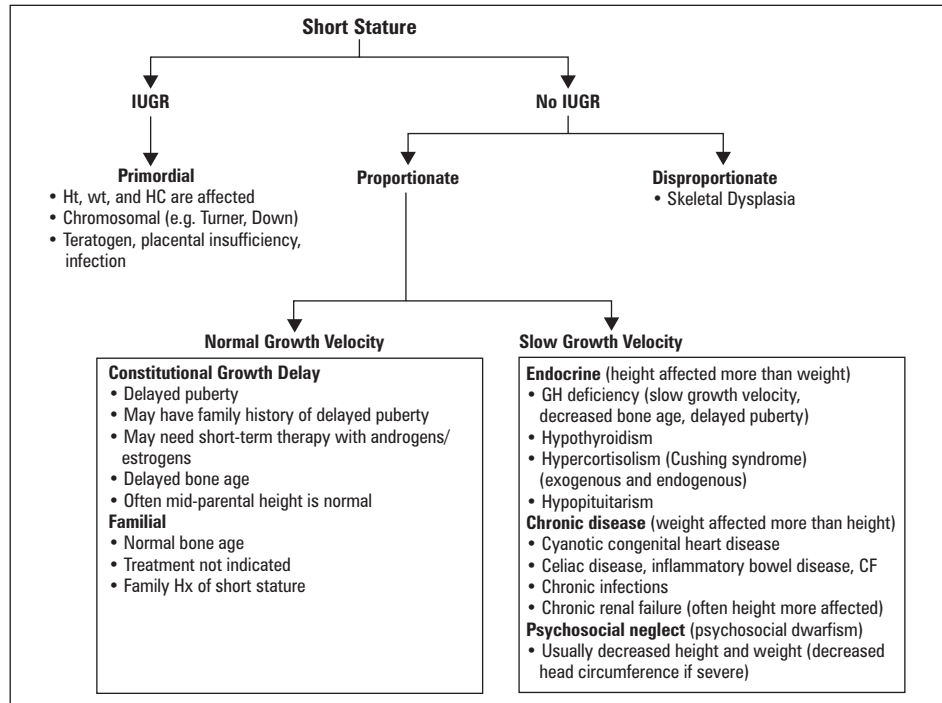 Short Stature
IUGR
No IUGR
Primordial
• Ht, wt, and HC are affected
• Chromosomal (e.g. Turner, Down)
• Teratogen, placental insufficiency,
infection
Proportionate
Disproportionate
• Skeletal Dysplasia
Normal Growth Velocity
Constitutional Growth Delay
• Delayed puberty
• May have family history of delayed puberty
• May need short-term therapy with androgens/
estrogens
• Delayed bone age
• Often mid-parental height is normal
Familial
• Normal bone age
• Treatment not indicated
• Family Hx of short stature
Slow Growth Velocity
Endocrine (height affected more than weight)
• GH deficiency (slow growth velocity,
decreased bone age, delayed puberty)
• Hypothyroidism
• Hypercortisolism (Cushing syndrome)
(exogenous and endogenous)
• Hypopituitarism
Chronic disease (weight affected more than height)
• Cyanotic congenital heart disease
• Celiac disease, inflammatory bowel disease, CF
• Chronic infections
• Chronic renal failure (often height more affected)
Psychosocial neglect (psychosocial dwarfism)
• Usually decreased height and weight (decreased
head circumference if severe)